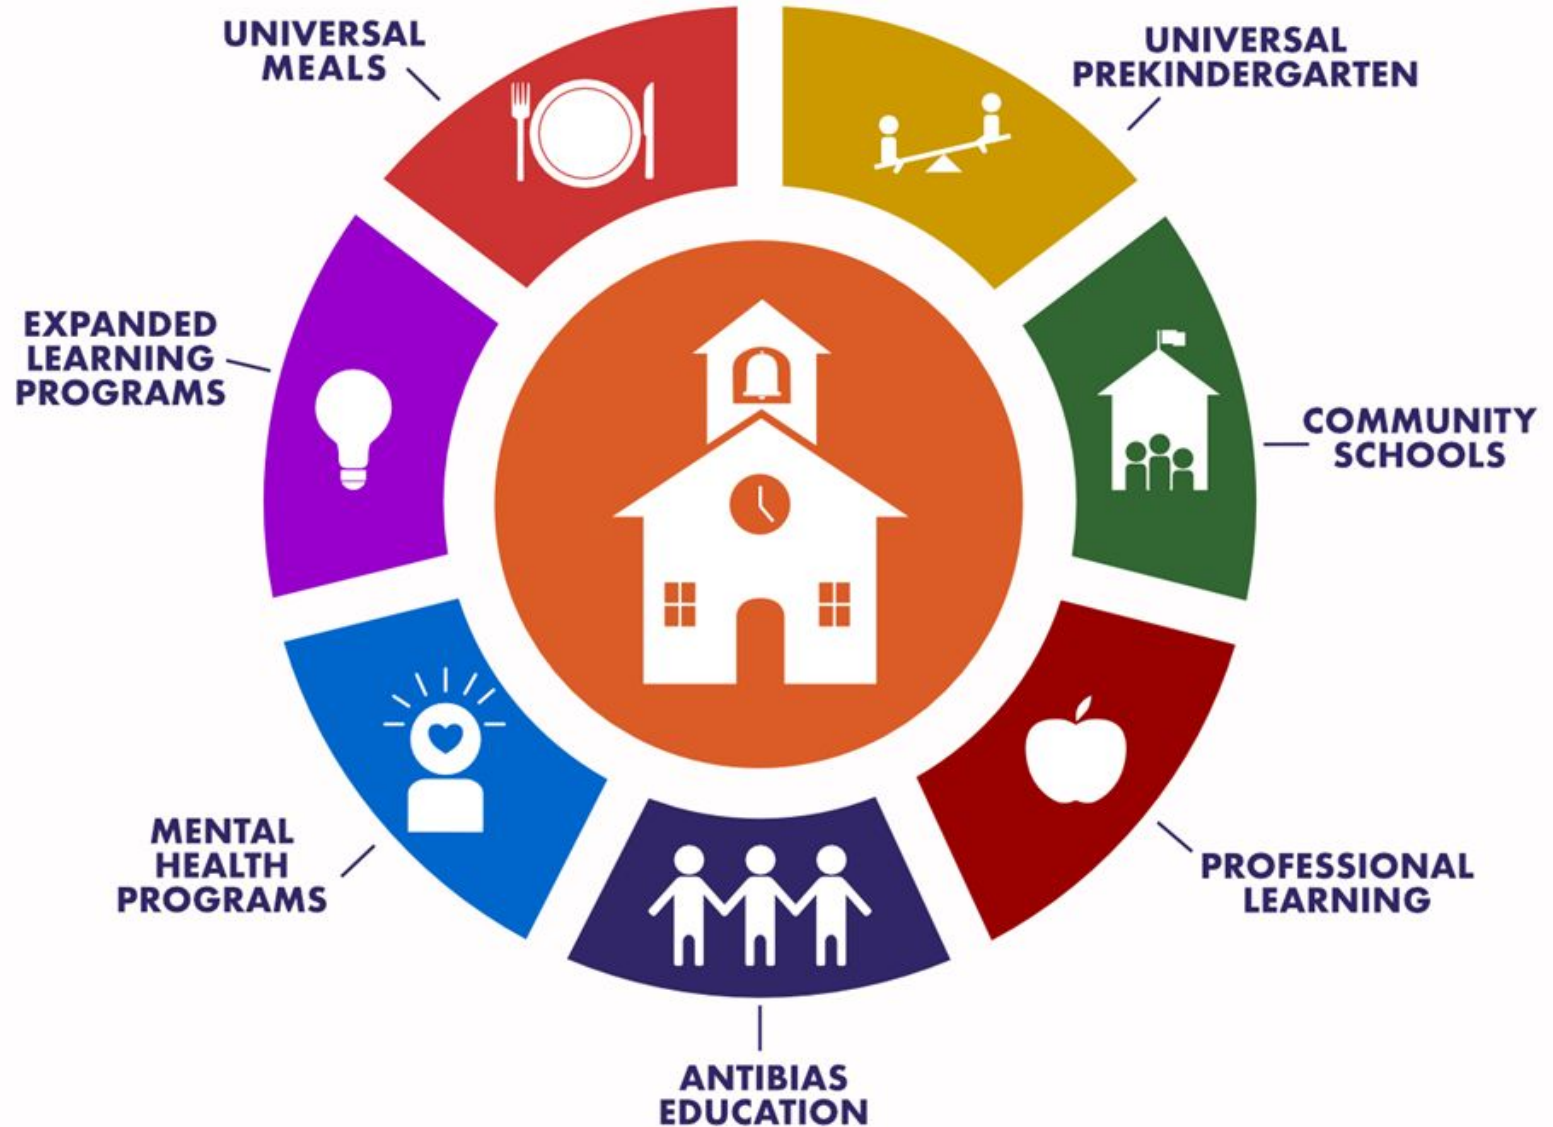 UNIVERSAL
MEALS
UNIVERSAL
PREKINDERGARTEN
EXPANDED
LEARNING
PROGRAMS
COMMUNITY
SCHOOLS
MENTAL
HEALTH
PROGRAMS
PROFESSIONAL
LEARNING
ANTIBIAS
EDUCATION